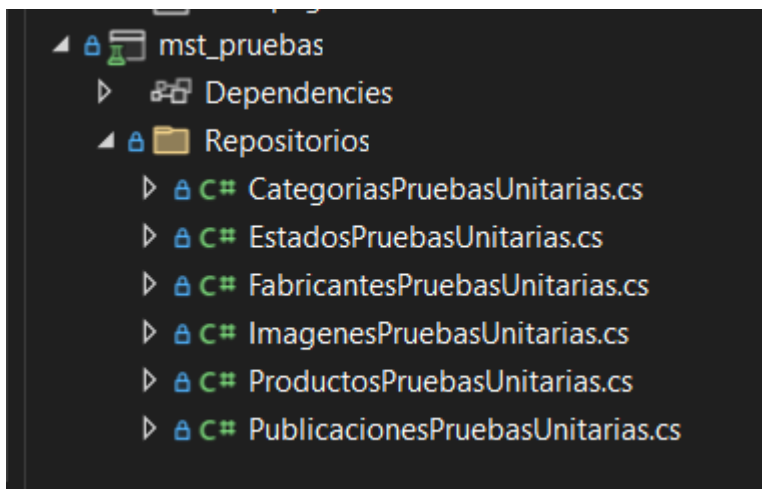 mst_pruebas
Dependencies
Repositorios
C# CategoriasPruebasUnitarias.cs
C# EstadosPruebasUnitarias.cs
C# FabricantesPruebasUnitarias.cs
C# ImagenesPruebasUnitarias.cs
C# ProductosPruebasUnitarias.cs
C# PublicacionesPruebasUnitarias.cs